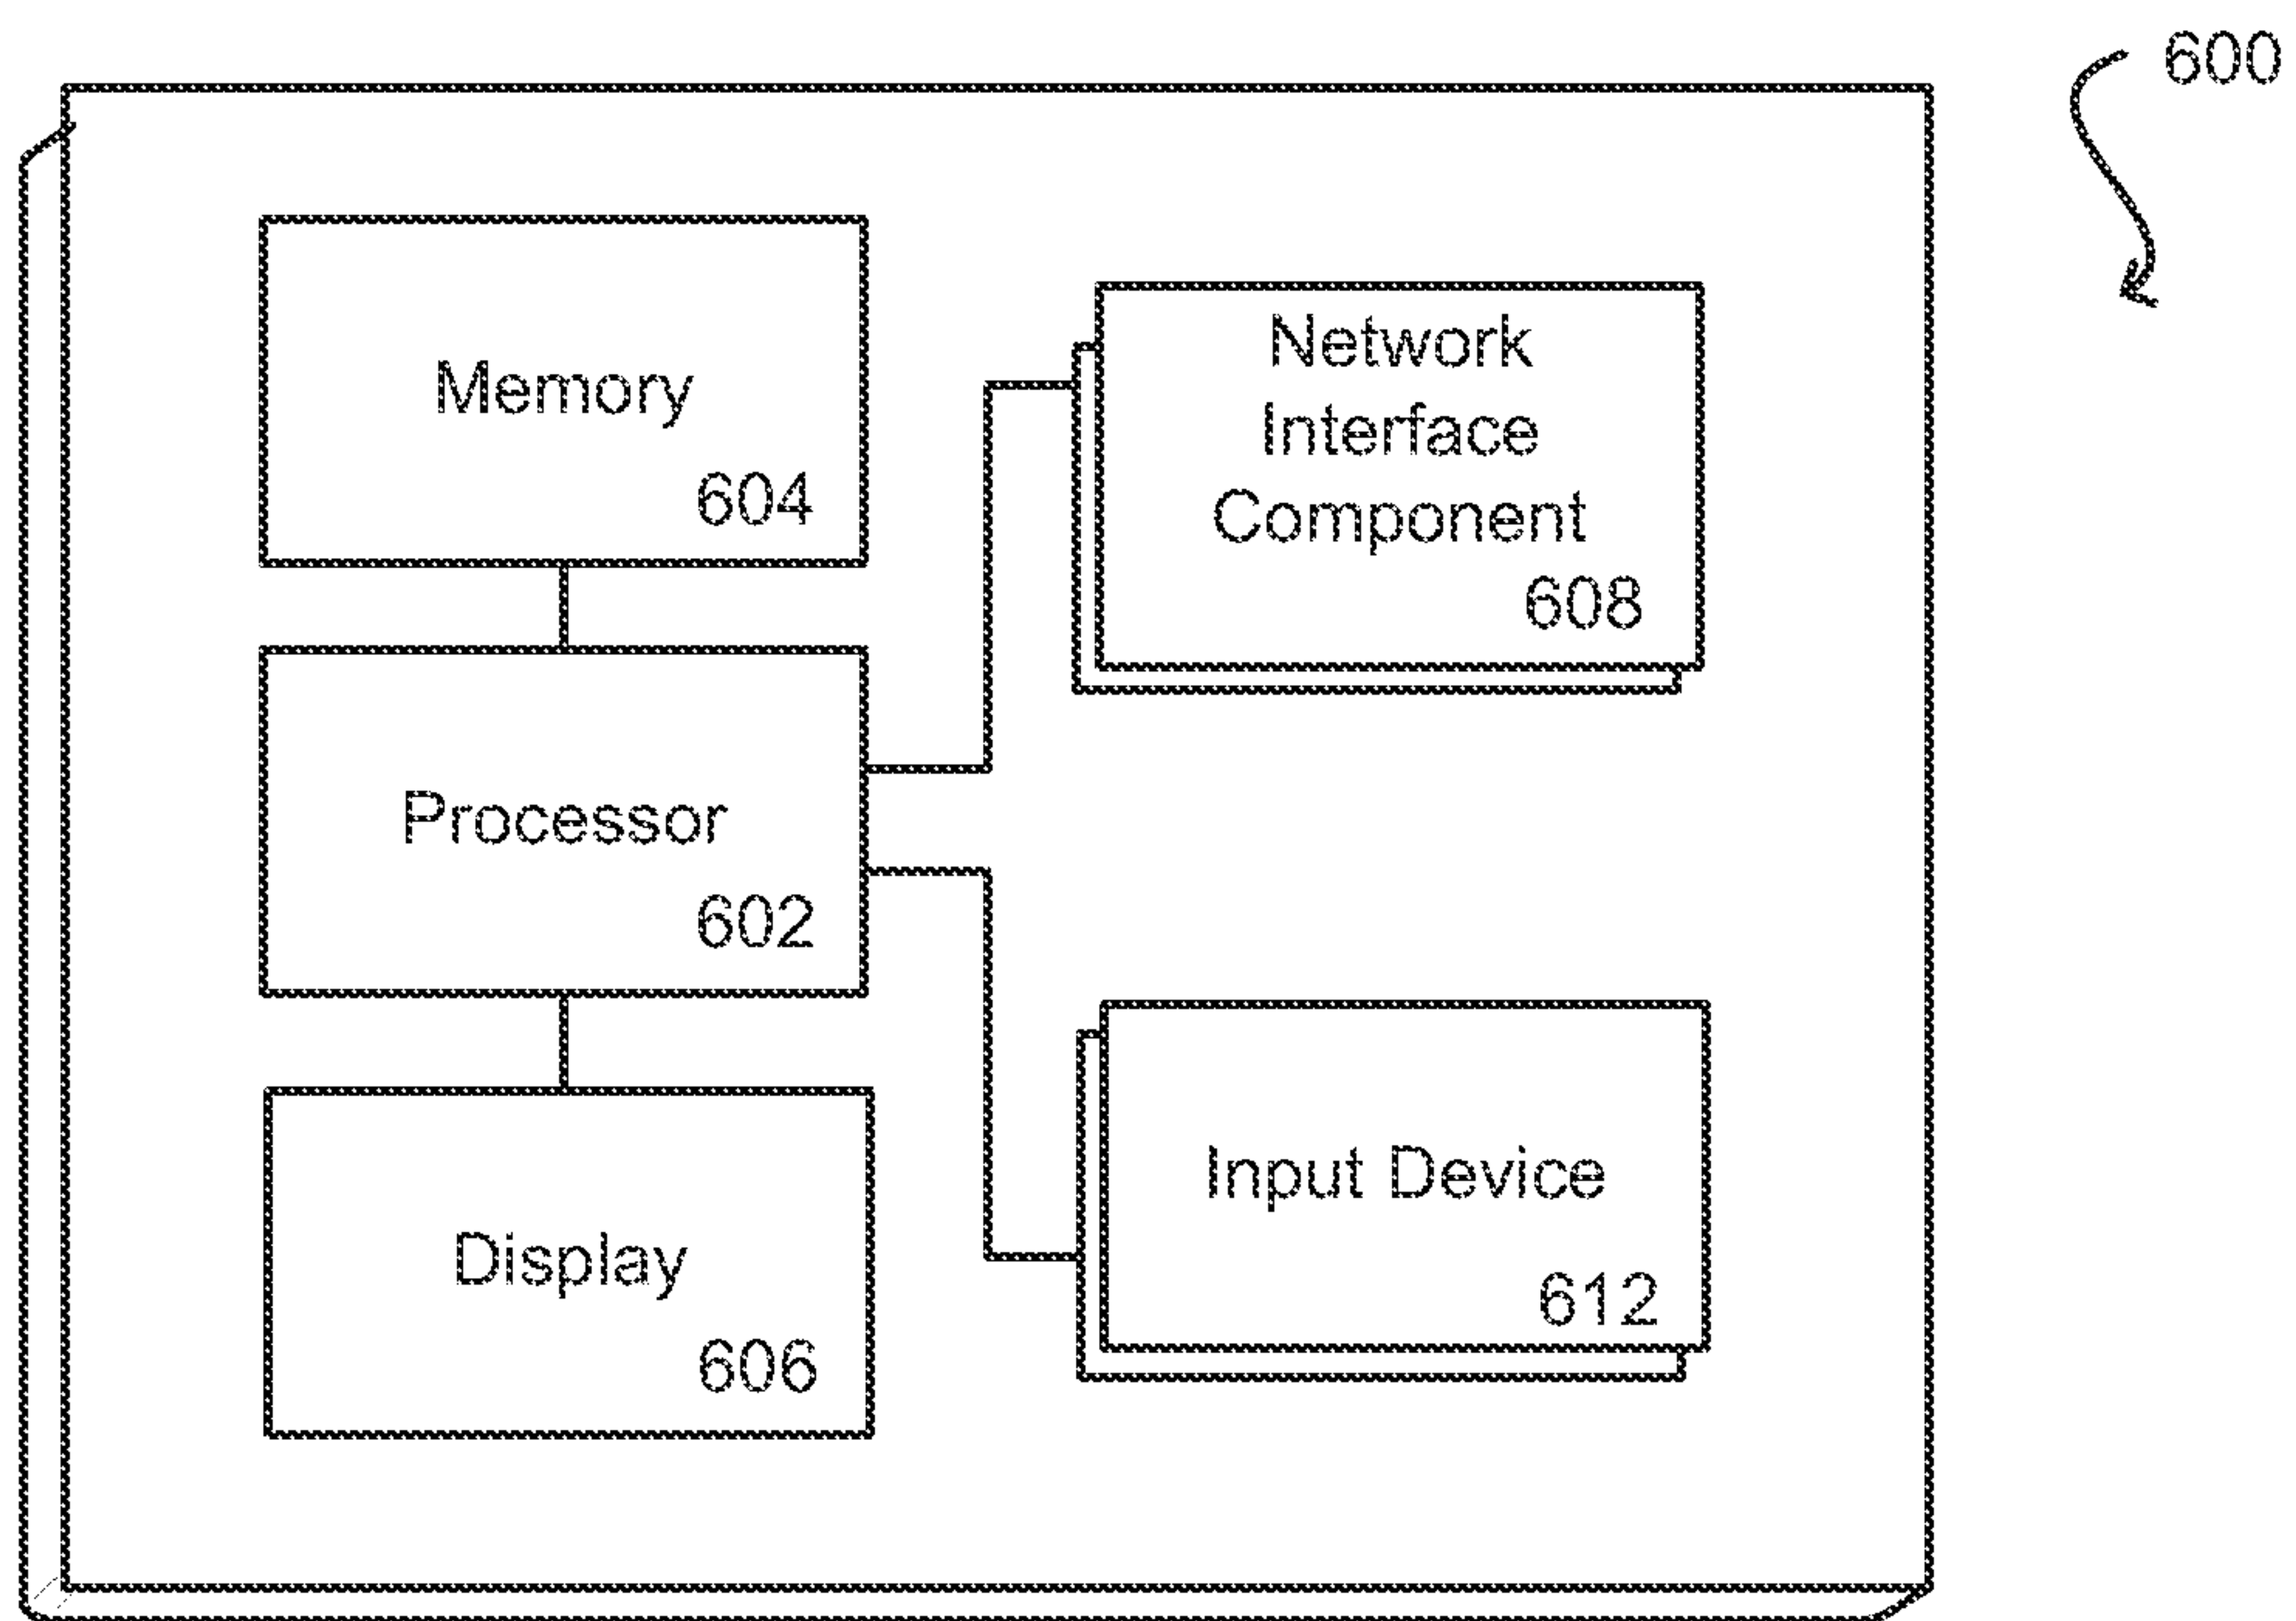 600
Memory
604
Network
Interface
Component
608
Processor
602
Input Device
612
Display
606